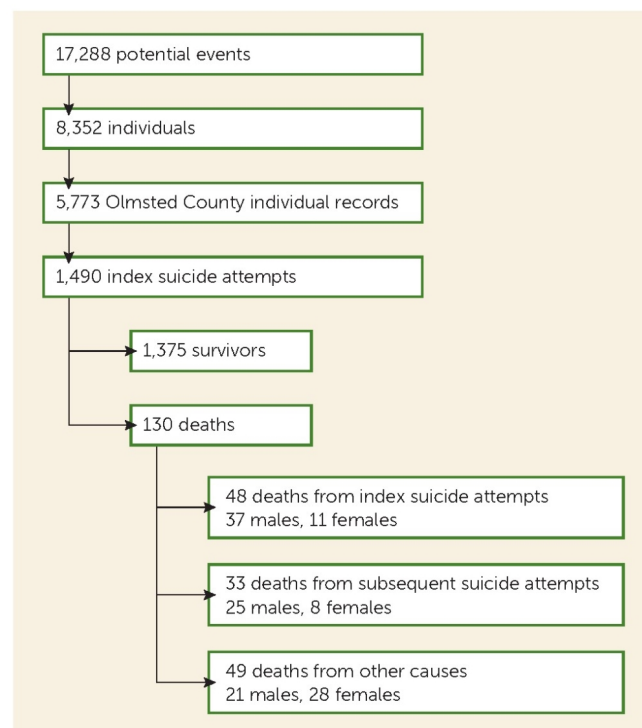 17,288 potential events
8,352 individuals
5,773 Olmsted County individual records
1,490 index suicide attempts
1,375 survivors
130 deaths
48 deaths from index suicide attempts
37 males, 11 females
33 deaths from subsequent suicide attempts
25 males, 8 females
49 deaths from other causes
21 males, 28 females